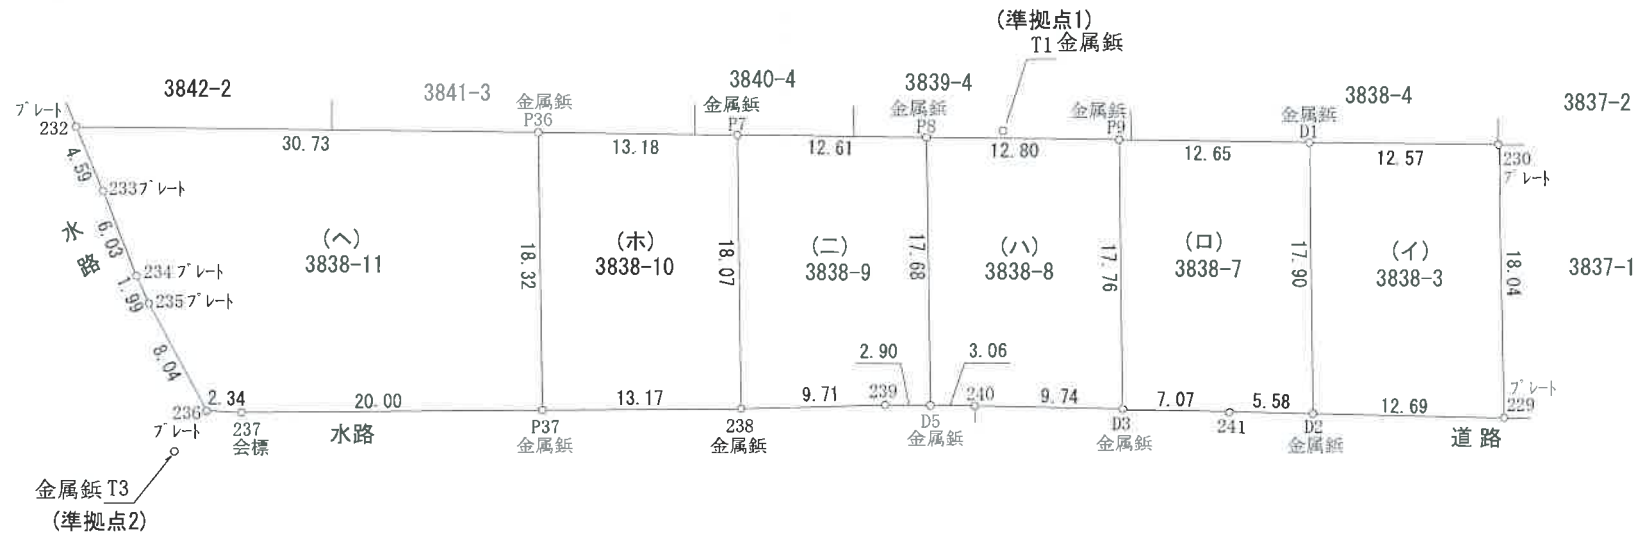 (準拠点1)
T1 金属鋲
3842-2
3841-3
3840-4
3839-4
3838-4
3837-2
プレート
232
金属鋲
P36
金属鋲
P7
金属鋲
P8
金属鋲
P9
金属鋲
D1
230
プレート
30.73
13.18
12.61
12.80
12.65
12.57
4.59
233プレート
6.03
水路
234プレート
1.99
235プレート
8.04
(ヘ)
3838-11
18.32
(ホ)
3838-10
18.07
(ニ)
3838-9
17.68
(ハ)
3838-8
17.76
(ロ)
3838-7
17.90
(イ)
3838-3
18.04
3837-1
2.90
3.06
236
プレート
2.34
237
会標
20.00
水路
P37
金属鋲
13.17
238
金属鋲
9.71
239
D5
金属鋲
240
9.74
D3
金属鋲
7.07
241
5.58
D2
金属鋲
12.69
プレート
229
道路
金属鋲 T3
(準拠点2)